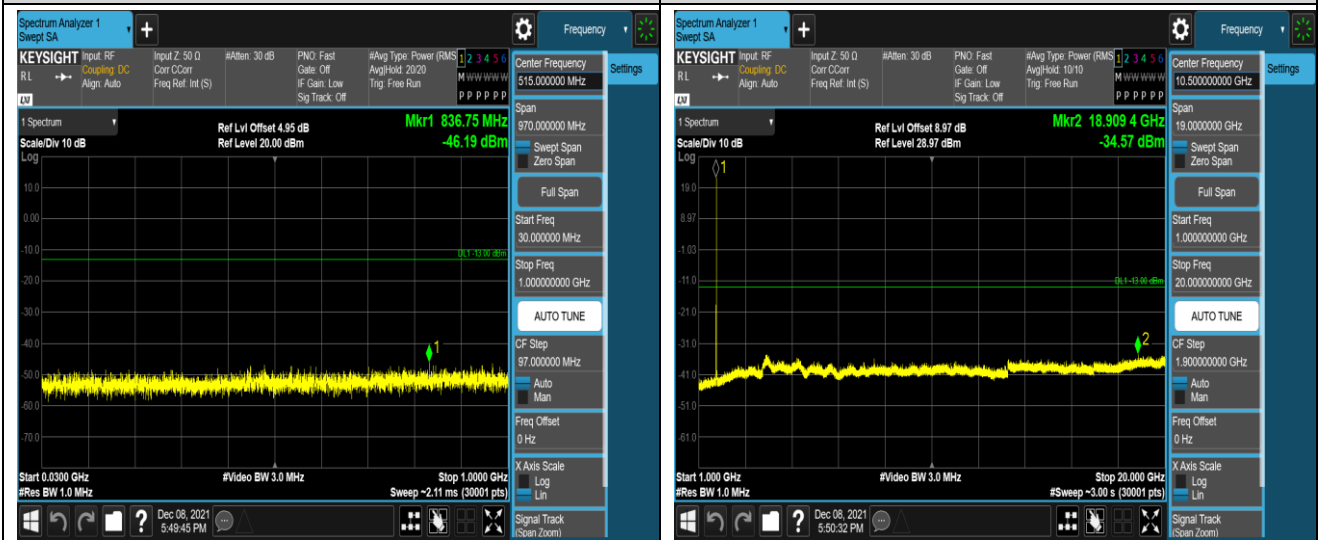 Spectrum Analyzer 1
Swept SA
+
Frequency
KEYSIGHT
RL
LXI
Input: RF
Coupling: DC
Align: Auto
Input Z: 50 Ω
Corr CCorr
Freq Ref: Int (S)
#Atten: 30 dB
PNO: Fast
Gate: Off
IF Gain: Low
Sig Track: Off
#Avg Type: Power (RMS
Avg|Hold: 20/20
Trig: Free Run
1 2 3 4 5 6
M W W W W W
P P P P P P
Center Frequency
515.000000 MHz
Settings
1 Spectrum
Scale/Div 10 dB
Ref Lvl Offset 4.95 dB
Ref Level 20.00 dBm
Mkr1 836.75 MHz
-46.19 dBm
Log
10.0
0.00
-10.0
-20.0
-30.0
-40.0
-50.0
-60.0
-70.0
DL1 -13.00 dBm
1
Start 0.0300 GHz
#Res BW 1.0 MHz
#Video BW 3.0 MHz
Stop 1.0000 GHz
Sweep ~2.11 ms (30001 pts)
Span
970.000000 MHz
Swept Span
Zero Span
Full Span
Start Freq
30.000000 MHz
Stop Freq
1.000000000 GHz
AUTO TUNE
CF Step
97.000000 MHz
Auto
Man
Freq Offset
0 Hz
X Axis Scale
Log
Lin
Signal Track
(Span Zoom)
?
Dec 08, 2021
5:49:45 PM
Spectrum Analyzer 1
Swept SA
+
Frequency
KEYSIGHT
RL
LXI
Input: RF
Coupling: DC
Align: Auto
Input Z: 50 Ω
Corr CCorr
Freq Ref: Int (S)
#Atten: 30 dB
PNO: Fast
Gate: Off
IF Gain: Low
Sig Track: Off
#Avg Type: Power (RMS
Avg|Hold: 10/10
Trig: Free Run
1 2 3 4 5 6
M W W W W W
P P P P P P
Center Frequency
10.500000000 GHz
Settings
1 Spectrum
Scale/Div 10 dB
Ref Lvl Offset 8.97 dB
Ref Level 28.97 dBm
Mkr2 18.909 4 GHz
-34.57 dBm
Log
1
19.0
8.97
-1.03
-11.0
-21.0
-31.0
-41.0
-51.0
-61.0
DL1 -13.00 dBm
2
Start 1.000 GHz
#Res BW 1.0 MHz
#Video BW 3.0 MHz
Stop 20.000 GHz
#Sweep ~3.00 s (30001 pts)
Span
19.0000000 GHz
Swept Span
Zero Span
Full Span
Start Freq
1.000000000 GHz
Stop Freq
20.000000000 GHz
AUTO TUNE
CF Step
1.900000000 GHz
Auto
Man
Freq Offset
0 Hz
X Axis Scale
Log
Lin
Signal Track
(Span Zoom)
?
Dec 08, 2021
5:50:32 PM